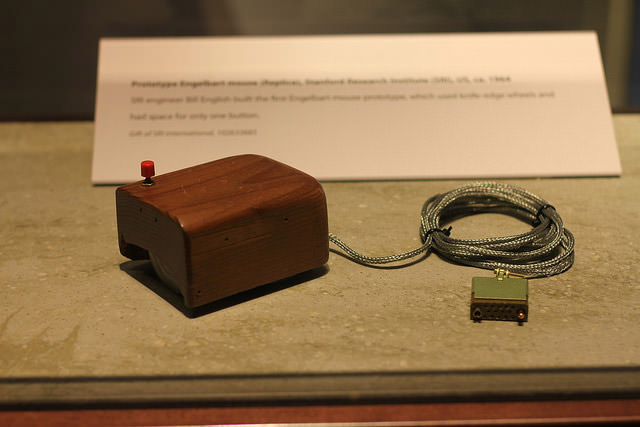 Prototype Engelbart mouse (Replica), Stanford Research Institute (SRI), US, ca. 1964
SRI engineer Bill English built the first Engelbart mouse prototype, which used knife-edge wheels and
had space for only one button.
Gift of SRI International,